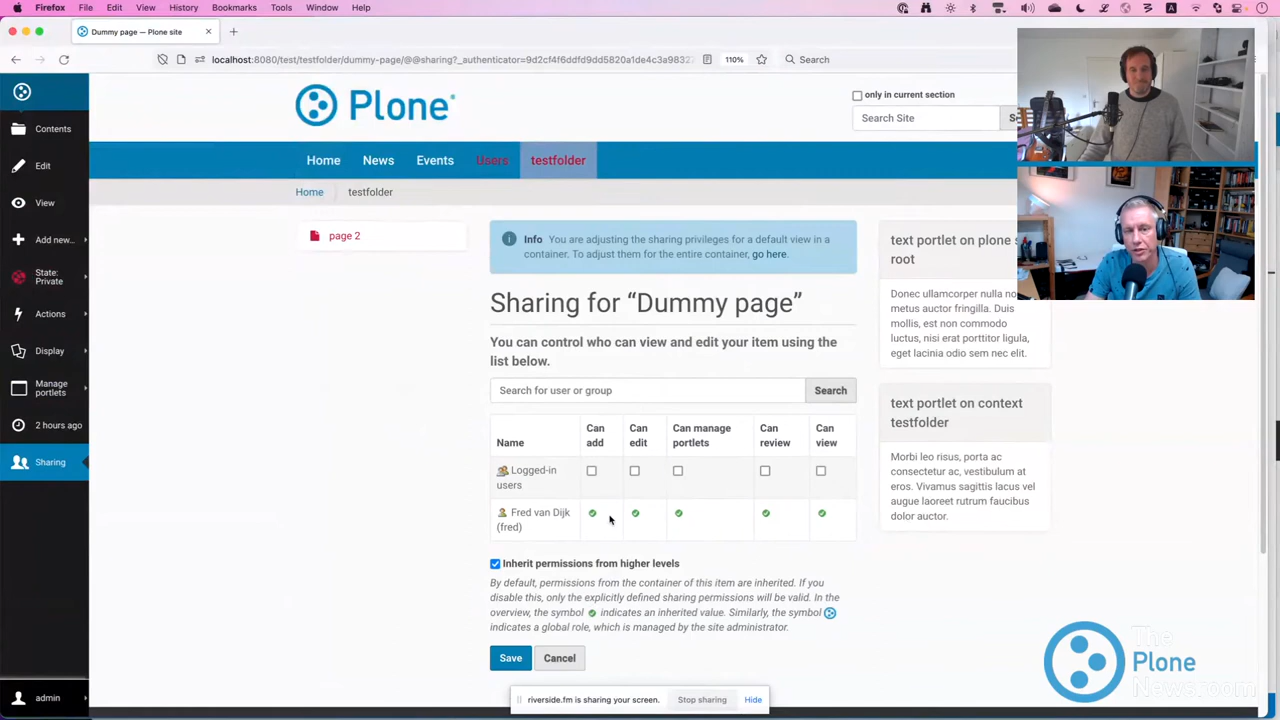 Firefox File Edit View History Bookmarks Tools Window Help
Dummy page — Plone site
localhost:8080/test/testfolder/dummy-page/@@sharing?_authenticator=9d2cf4f6ddfd9dd5820a1de4c3a9832
110%
Search
Plone
only in current section
Search Site
Home News Events Users testfolder
Home testfolder
Contents
Edit
View
Add new...
State:
Private
Actions
Display
Manage
portlets
2 hours ago
Sharing
admin
page 2
Info You are adjusting the sharing privileges for a default view in a
container. To adjust them for the entire container, go here.
Sharing for “Dummy page”
You can control who can view and edit your item using the
list below.
Search for user or group
Search
Name Can add Can edit Can manage portlets Can review Can view
Logged-in
users
Fred van Dijk
(fred)
Inherit permissions from higher levels
By default, permissions from the container of this item are inherited. If you
disable this, only the explicitly defined sharing permissions will be valid. In the
overview, the symbol indicates an inherited value. Similarly, the symbol
indicates a global role, which is managed by the site administrator.
Save Cancel
text portlet on plone s
root
Donec ullamcorper nulla no
metus auctor fringilla. Duis
mollis, est non commodo
luctus, nisi erat porttitor ligula,
eget lacinia odio sem nec elit.
text portlet on context
testfolder
Morbi leo risus, porta ac
consectetur ac, vestibulum at
eros. Vivamus sagittis lacus vel
augue laoreet rutrum faucibus
dolor auctor.
riverside.fm is sharing your screen. Stop sharing Hide
The
Plone
Newsroom